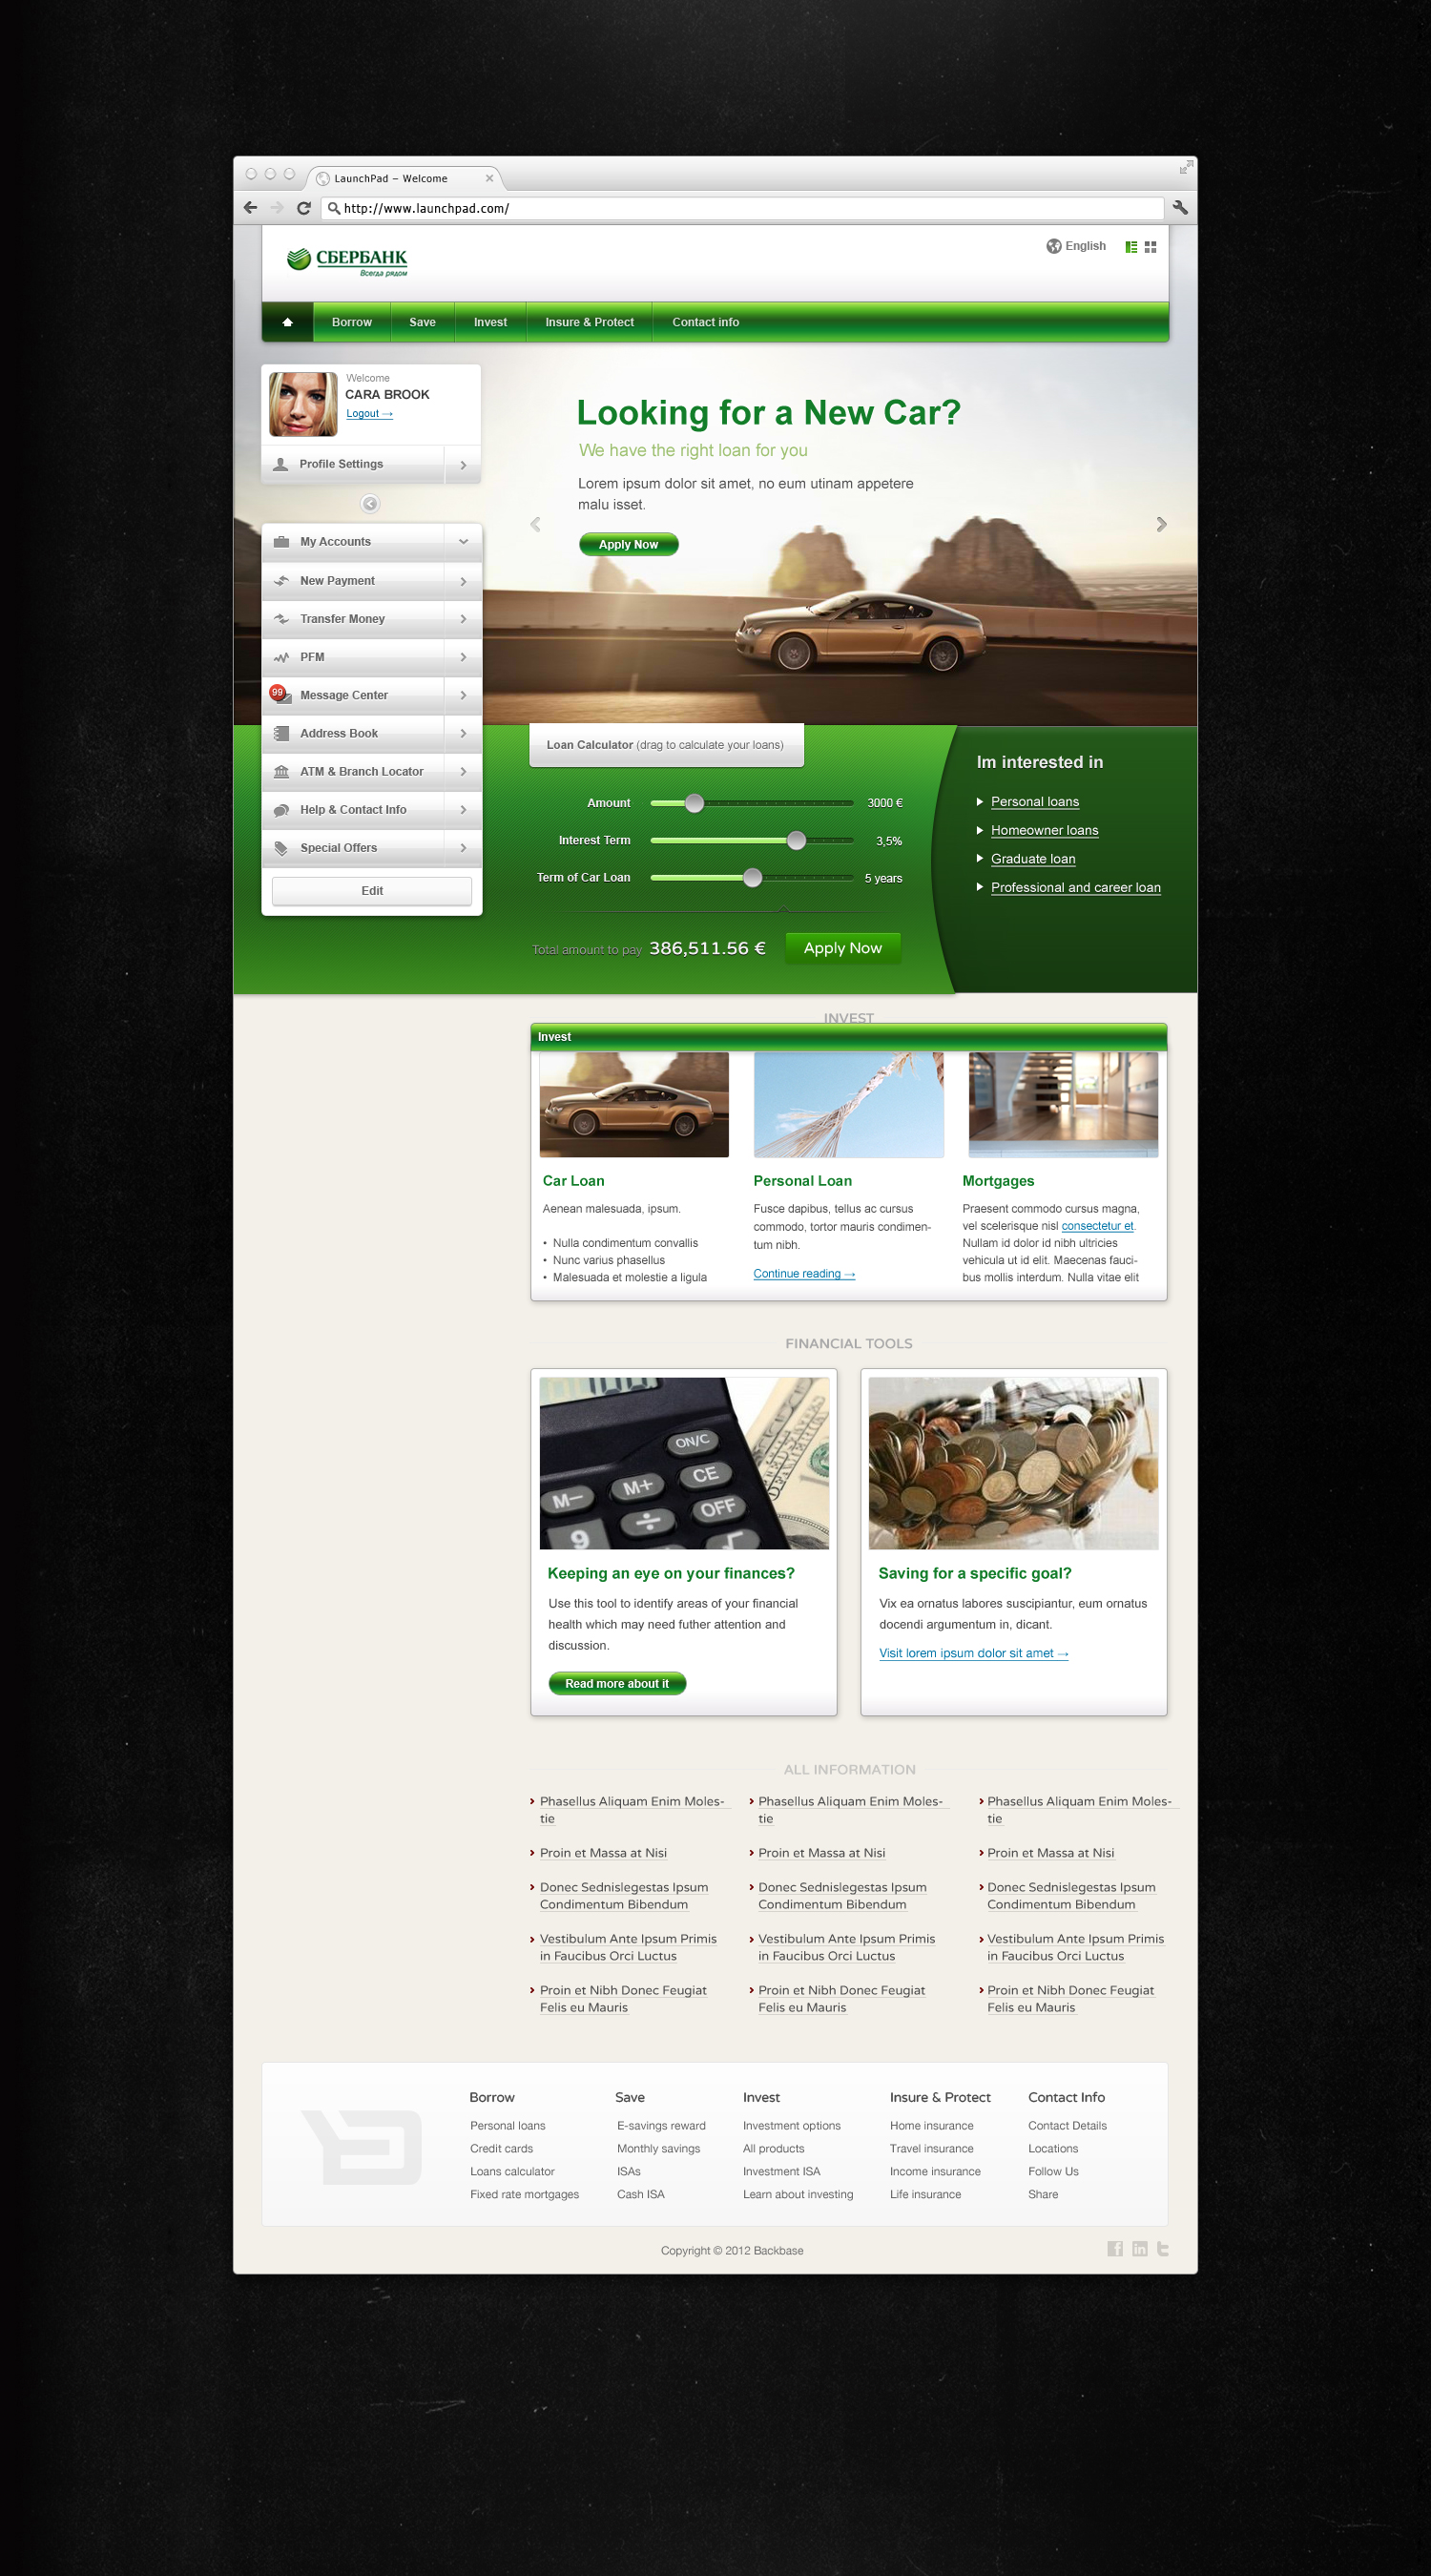 LaunchPad – Welcome
http://www.launchpad.com/
СБЕРБАНК
Всегда рядом
English
Borrow
Save
Invest
Insure & Protect
Contact info
Welcome
CARA BROOK
Logout →
Profile Settings
My Accounts
New Payment
Transfer Money
PFM
99
Message Center
Address Book
ATM & Branch Locator
Help & Contact Info
Special Offers
Edit
Looking for a New Car?
We have the right loan for you
Lorem ipsum dolor sit amet, no eum utinam appetere
malu isset.
Apply Now
Loan Calculator (drag to calculate your loans)
Amount
3000 €
Interest Term
3,5%
Term of Car Loan
5 years
Total amount to pay 386,511.56 €
Apply Now
Im interested in
Personal loans
Homeowner loans
Graduate loan
Professional and career loan
INVEST
Invest
Car Loan
Aenean malesuada, ipsum.
• Nulla condimentum convallis
• Nunc varius phasellus
• Malesuada et molestie a ligula
Personal Loan
Fusce dapibus, tellus ac cursus
commodo, tortor mauris condimen-
tum nibh.
Continue reading →
Mortgages
Praesent commodo cursus magna,
vel scelerisque nisl consectetur et.
Nullam id dolor id nibh ultricies
vehicula ut id elit. Maecenas fauci-
bus mollis interdum. Nulla vitae elit
FINANCIAL TOOLS
ON/C
M–
M+
CE
9
÷
OFF
√
Keeping an eye on your finances?
Use this tool to identify areas of your financial
health which may need futher attention and
discussion.
Read more about it
Saving for a specific goal?
Vix ea ornatus labores suscipiantur, eum ornatus
docendi argumentum in, dicant.
Visit lorem ipsum dolor sit amet →
ALL INFORMATION
Phasellus Aliquam Enim Moles-
tie
Proin et Massa at Nisi
Donec Sednislegestas Ipsum
Condimentum Bibendum
Vestibulum Ante Ipsum Primis
in Faucibus Orci Luctus
Proin et Nibh Donec Feugiat
Felis eu Mauris
Phasellus Aliquam Enim Moles-
tie
Proin et Massa at Nisi
Donec Sednislegestas Ipsum
Condimentum Bibendum
Vestibulum Ante Ipsum Primis
in Faucibus Orci Luctus
Proin et Nibh Donec Feugiat
Felis eu Mauris
Phasellus Aliquam Enim Moles-
tie
Proin et Massa at Nisi
Donec Sednislegestas Ipsum
Condimentum Bibendum
Vestibulum Ante Ipsum Primis
in Faucibus Orci Luctus
Proin et Nibh Donec Feugiat
Felis eu Mauris
Borrow
Personal loans
Credit cards
Loans calculator
Fixed rate mortgages
Save
E-savings reward
Monthly savings
ISAs
Cash ISA
Invest
Investment options
All products
Investment ISA
Learn about investing
Insure & Protect
Home insurance
Travel insurance
Income insurance
Life insurance
Contact Info
Contact Details
Locations
Follow Us
Share
Copyright © 2012 Backbase